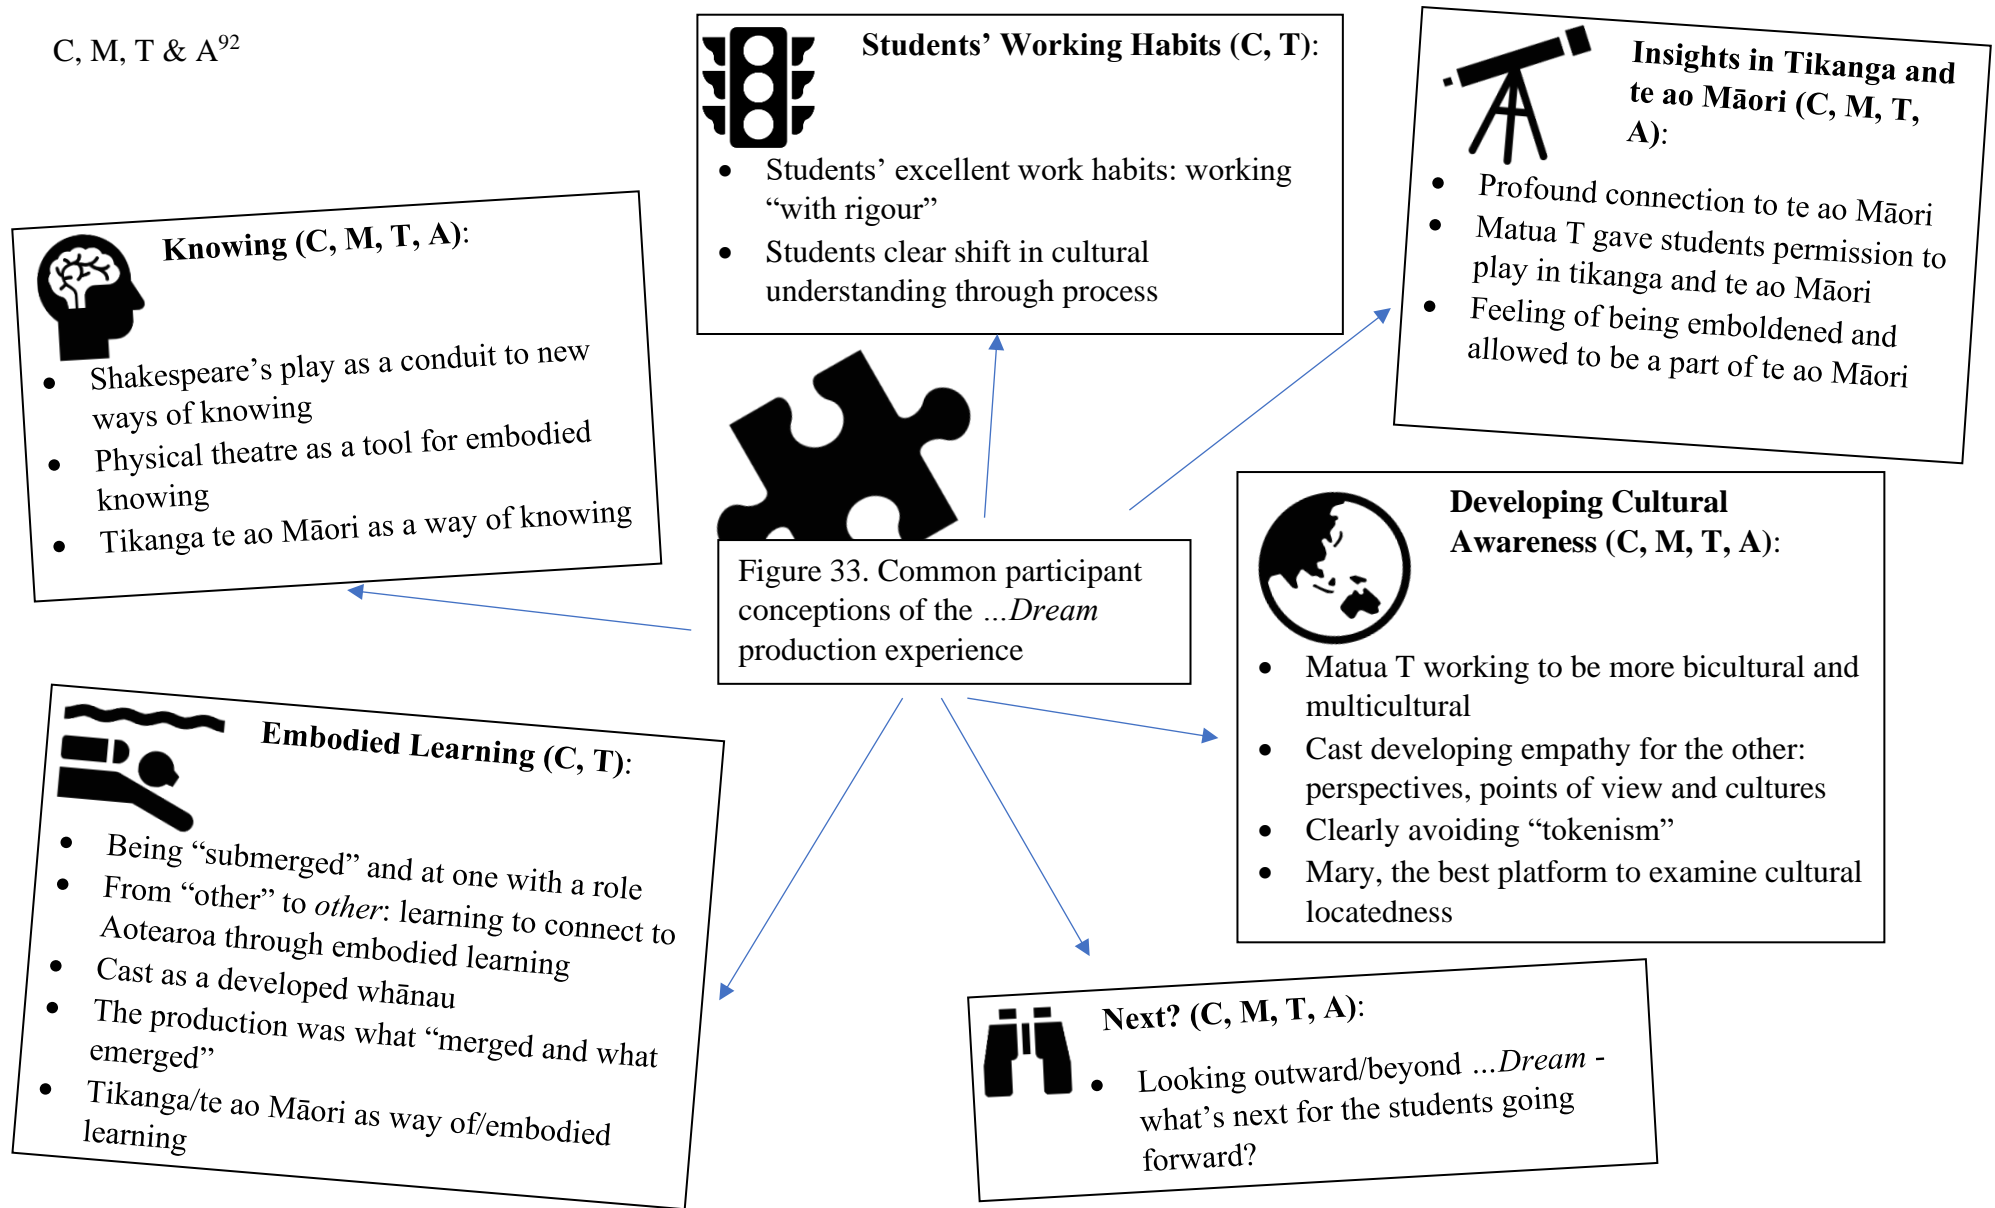 C, M, T & A92
Students’ Working Habits (C, T):
Students’ excellent work habits: working
“with rigour”
Students clear shift in cultural
understanding through process
Insights in Tikanga and
te ao Māori (C, M, T,
A):
Profound connection to te ao Māori
Matua T gave students permission to
play in tikanga and te ao Māori
Feeling of being emboldened and
allowed to be a part of te ao Māori
Knowing (C, M, T, A):
Shakespeare’s play as a conduit to new
ways of knowing
Physical theatre as a tool for embodied
knowing
Tikanga te ao Māori as a way of knowing
Figure 33. Common participant
conceptions of the ...Dream
production experience
Developing Cultural
Awareness (C, M, T, A):
Matua T working to be more bicultural and
multicultural
Cast developing empathy for the other:
perspectives, points of view and cultures
Clearly avoiding “tokenism”
Mary, the best platform to examine cultural
locatedness
Embodied Learning (C, T):
Being “submerged” and at one with a role
From “other” to other: learning to connect to
Aotearoa through embodied learning
Cast as a developed whānau
The production was what “merged and what
emerged”
Tikanga/te ao Māori as way of/embodied
learning
Next? (C, M, T, A):
Looking outward/beyond ...Dream -
what’s next for the students going
forward?